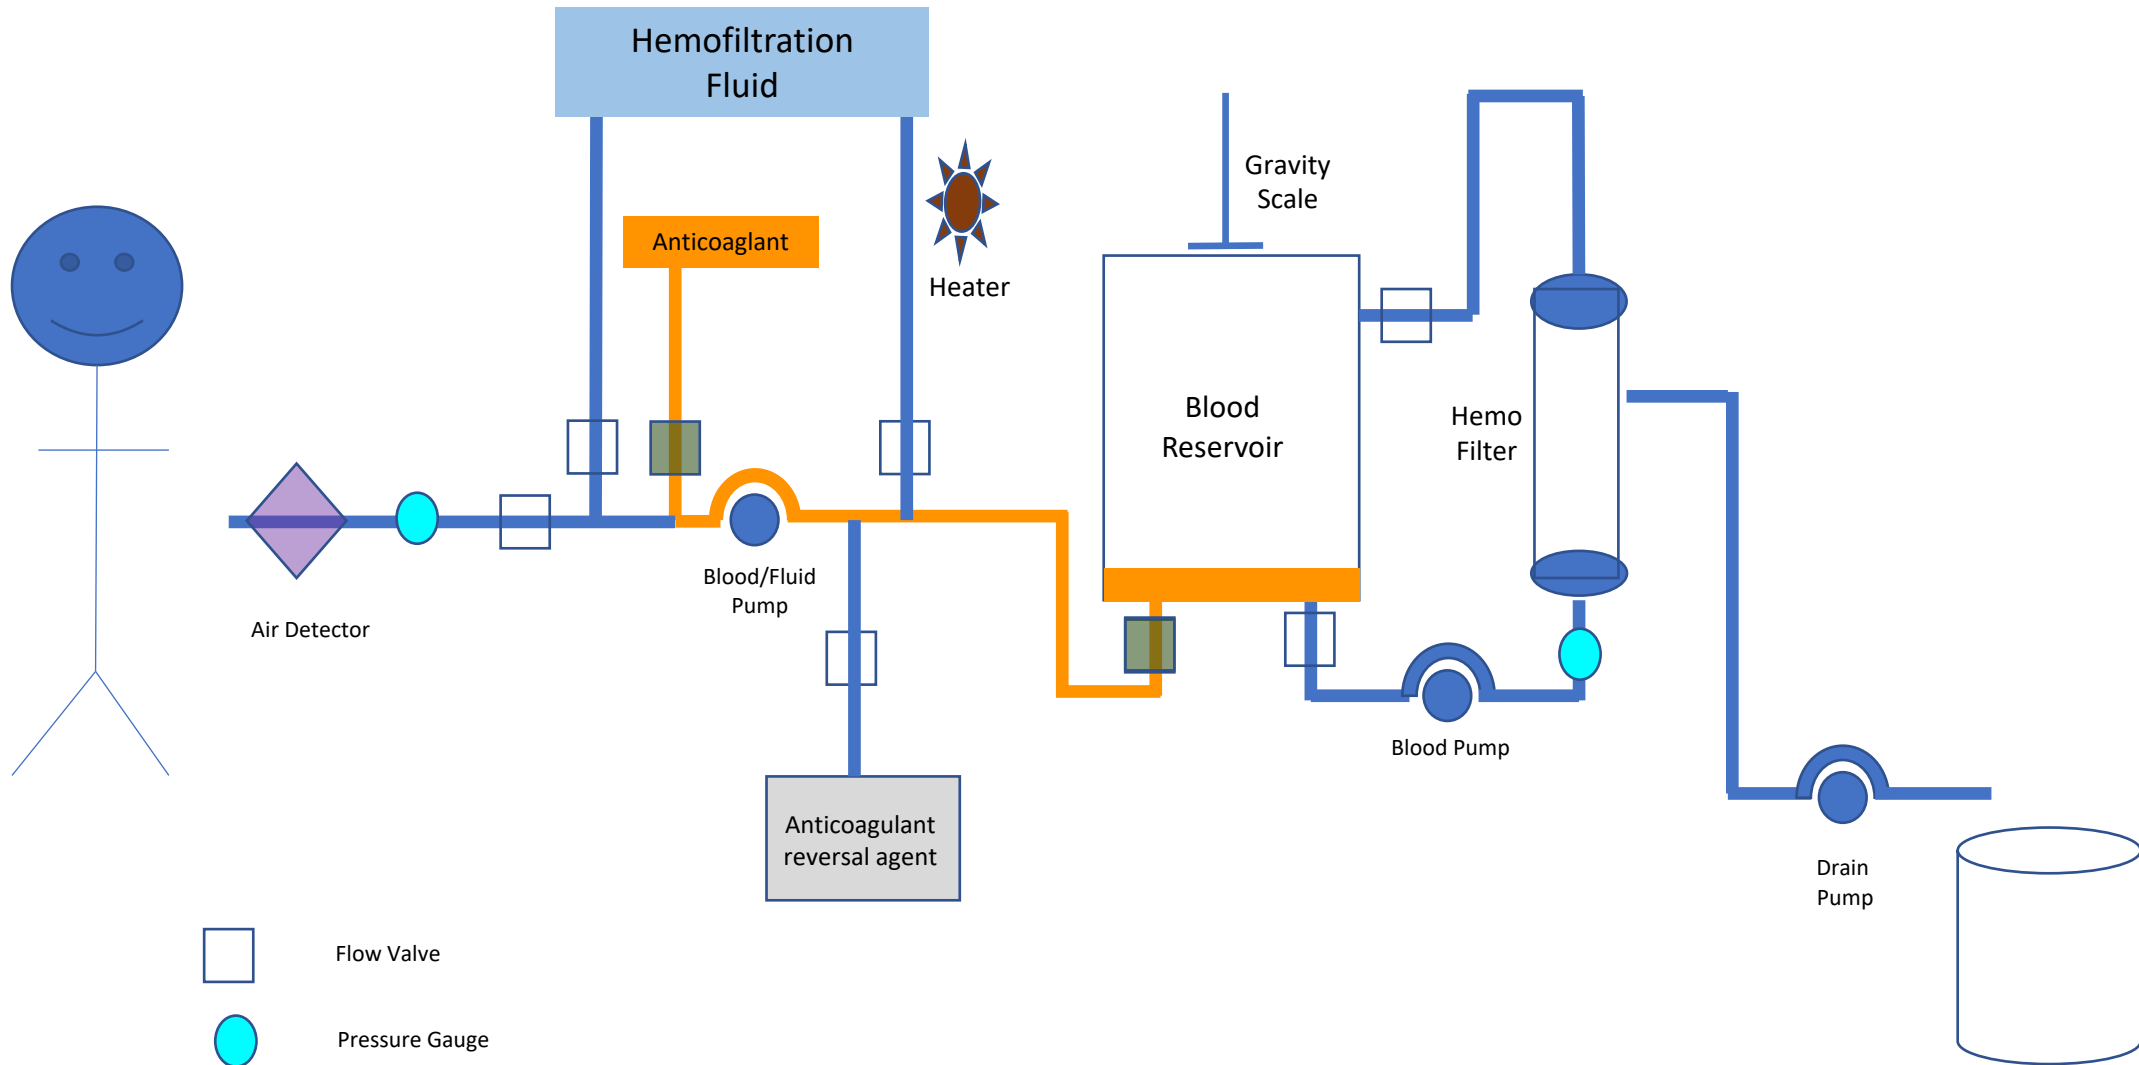 Hemofiltration
Fluid
Gravity
Scale
Anticoaglant
Heater
Blood
Reservoir
Hemo
Filter
Blood/Fluid
Pump
Air Detector
Blood Pump
Anticoagulant
reversal agent
Drain
Pump
Flow Valve
Pressure Gauge